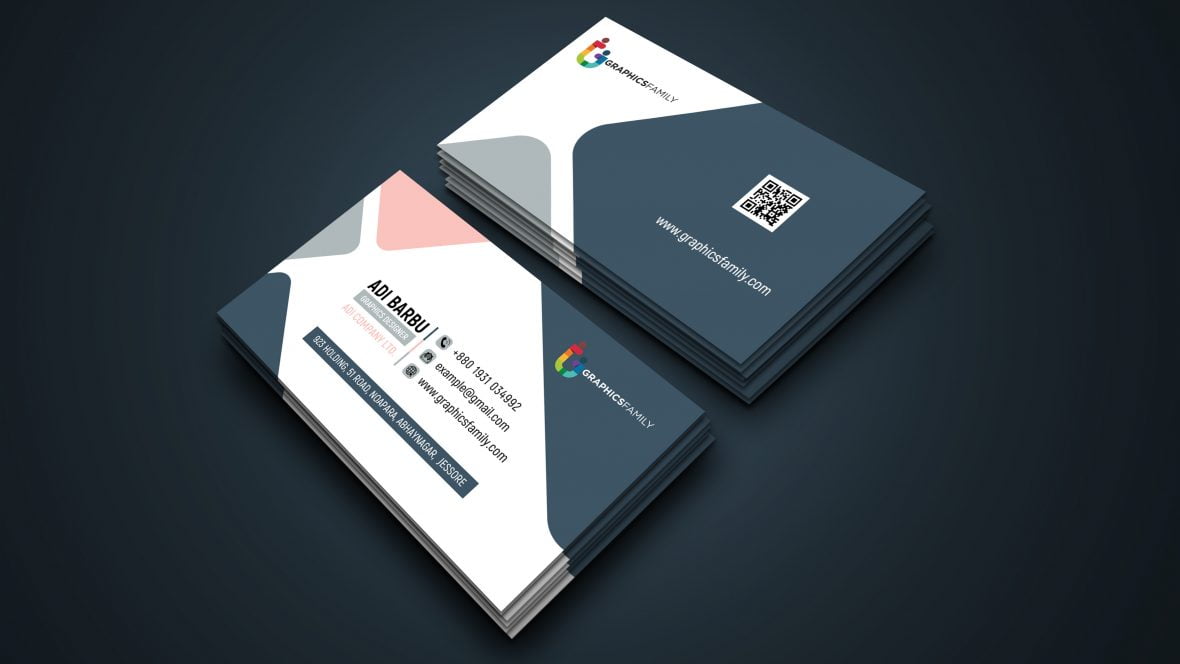 GRAPHICSFAMILY
www.graphicsfamily.com
ADI BARBU
GRAPHICS DESIGNER
ADI COMPANY LTD.
+880 1931 034992
example@gmail.com
www.graphicsfamily.com
923 HOLDING, 51 ROAD, NOAPARA, ABHAYNAGAR, JESSORE
GRAPHICSFAMILY